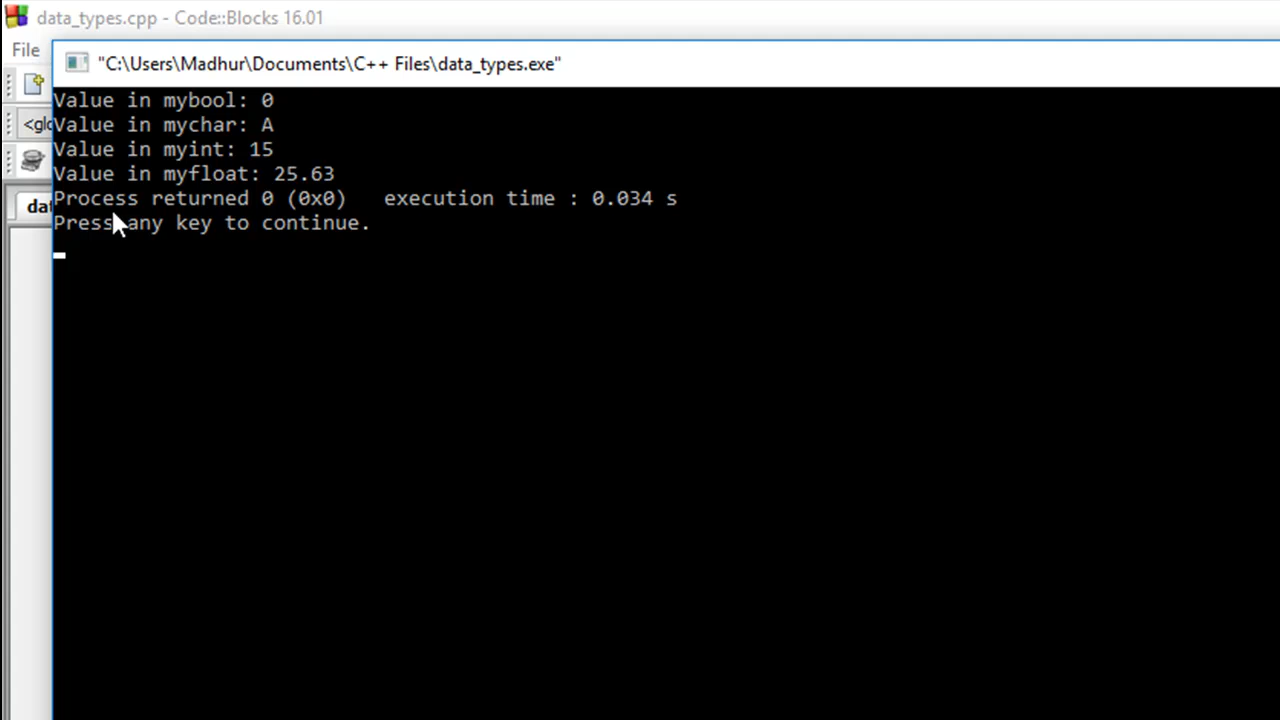 data_types.cpp - Code::Blocks 16.01
File
"C:\Users\Madhur\Documents\C++ Files\data_types.exe"
<glo
dat
Value in mybool: 0
Value in mychar: A
Value in myint: 15
Value in myfloat: 25.63
Process returned 0 (0x0)   execution time : 0.034 s
Press any key to continue.